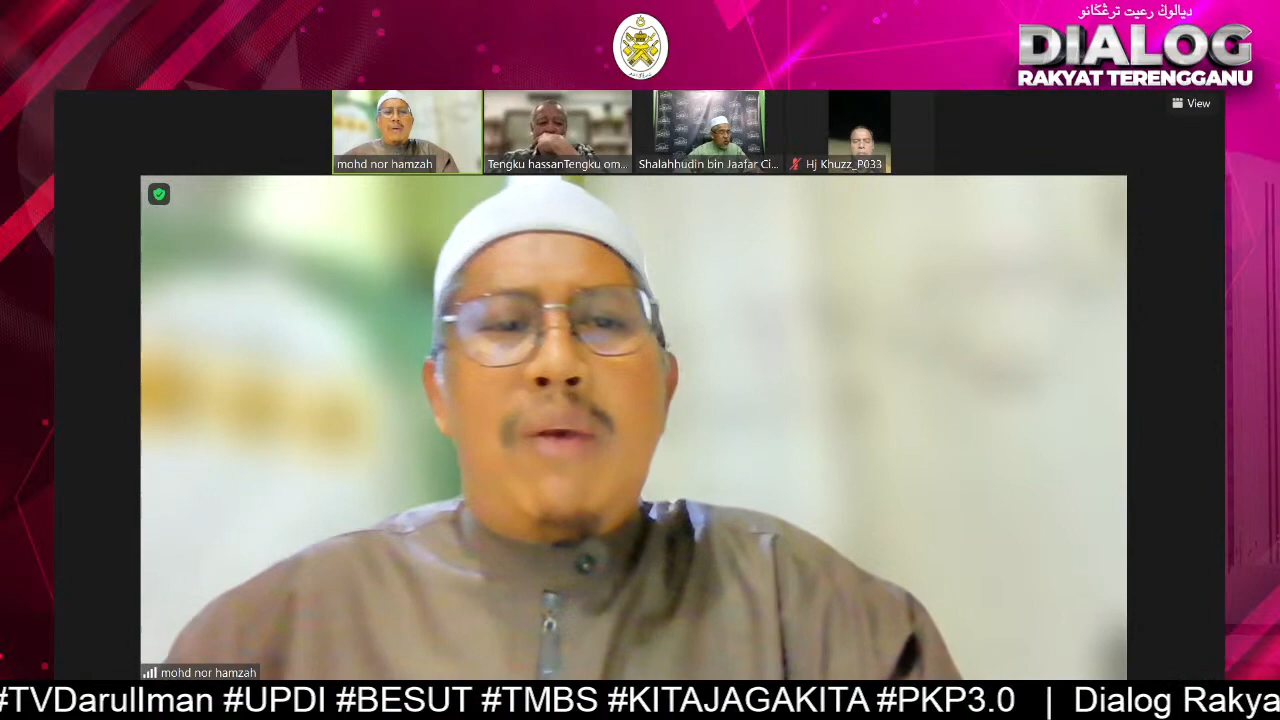 ديالوݢ رعيت ترڠݢانو
DIALOG
RAKYAT TERENGGANU
View
mohd nor hamzah
Tengku hassanTengku om...
Shalahhudin bin Jaafar Ci...
Hj Khuzz_P033
mohd nor hamzah
#TVDarulIman #UPDI #BESUT #TMBS #KITAJAGAKITA #PKP3.0 | Dialog Rakya